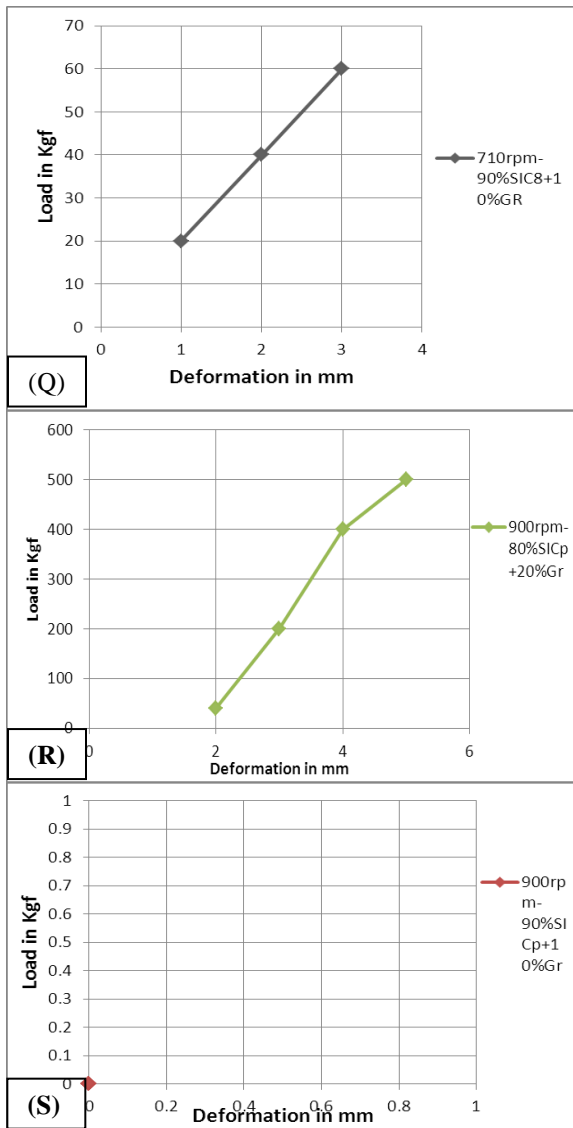 70
60
50
40
30
20
10
0
Load in Kgf
0 1 2 3 4
Deformation in mm
710rpm-
90%SIC8+1
0%GR
(Q)
600
500
400
300
200
100
0
Load in Kgf
0 2 4 6
Deformation in mm
900rpm-
80%SICp
+20%Gr
(R)
1
0.9
0.8
0.7
0.6
0.5
0.4
0.3
0.2
0.1
0
Load in Kgf
0 0.2 0.4 0.6 0.8 1
Deformation in mm
900rp
m-
90%SI
Cp+1
0%Gr
(S)